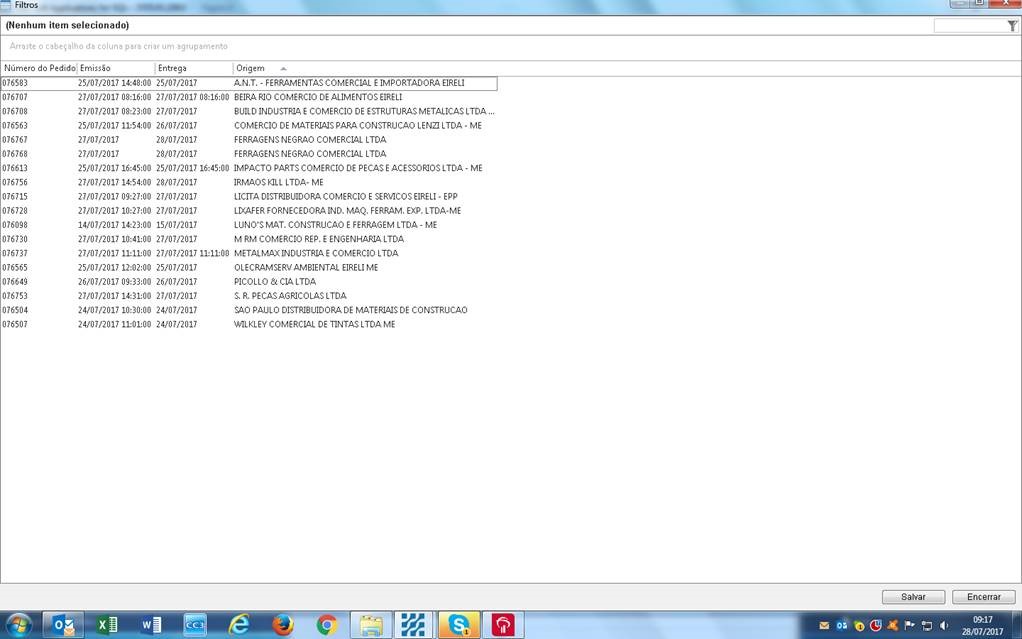 Filtros
(Nenhum item selecionado)
Arraste o cabeçalho da coluna para criar um agrupamento
Número do Pedido Emissão Entrega Origem
076583 25/07/2017 14:48:00 25/07/2017 A.N.T. - FERRAMENTAS COMERCIAL E IMPORTADORA EIRELI
076707 27/07/2017 08:16:00 27/07/2017 08:16:00 BEIRA RIO COMERCIO DE ALIMENTOS EIRELI
076708 27/07/2017 08:23:00 27/07/2017 BUILD INDUSTRIA E COMERCIO DE ESTRUTURAS METALICAS LTDA ...
076563 25/07/2017 11:54:00 26/07/2017 COMERCIO DE MATERIAIS PARA CONSTRUCAO LENZI LTDA - ME
076767 27/07/2017 28/07/2017 FERRAGENS NEGRAO COMERCIAL LTDA
076768 27/07/2017 28/07/2017 FERRAGENS NEGRAO COMERCIAL LTDA
076613 25/07/2017 16:45:00 25/07/2017 16:45:00 IMPACTO PARTS COMERCIO DE PECAS E ACESSORIOS LTDA - ME
076756 27/07/2017 14:54:00 28/07/2017 IRMAOS KILL LTDA- ME
076715 27/07/2017 09:27:00 27/07/2017 LICITA DISTRIBUIDORA COMERCIO E SERVICOS EIRELI - EPP
076728 27/07/2017 10:27:00 27/07/2017 LIXAFER FORNECEDORA IND. MAQ. FERRAM. EXP. LTDA-ME
076098 14/07/2017 14:23:00 15/07/2017 LUNO'S MAT. CONSTRUCAO E FERRAGEM LTDA - ME
076730 27/07/2017 10:41:00 27/07/2017 M RM COMERCIO REP. E ENGENHARIA LTDA
076737 27/07/2017 11:11:00 27/07/2017 11:11:00 METALMAX INDUSTRIA E COMERCIO LTDA
076565 25/07/2017 12:02:00 25/07/2017 OLECRAMSERV AMBIENTAL EIRELI ME
076649 26/07/2017 09:33:00 26/07/2017 PICOLLO & CIA LTDA
076753 27/07/2017 14:31:00 27/07/2017 S. R. PECAS AGRICOLAS LTDA
076504 24/07/2017 10:30:00 24/07/2017 SAO PAULO DISTRIBUIDORA DE MATERIAIS DE CONSTRUCAO
076507 24/07/2017 11:01:00 24/07/2017 WILKLEY COMERCIAL DE TINTAS LTDA ME
Salvar Encerrar
CC3
09:17
28/07/2017